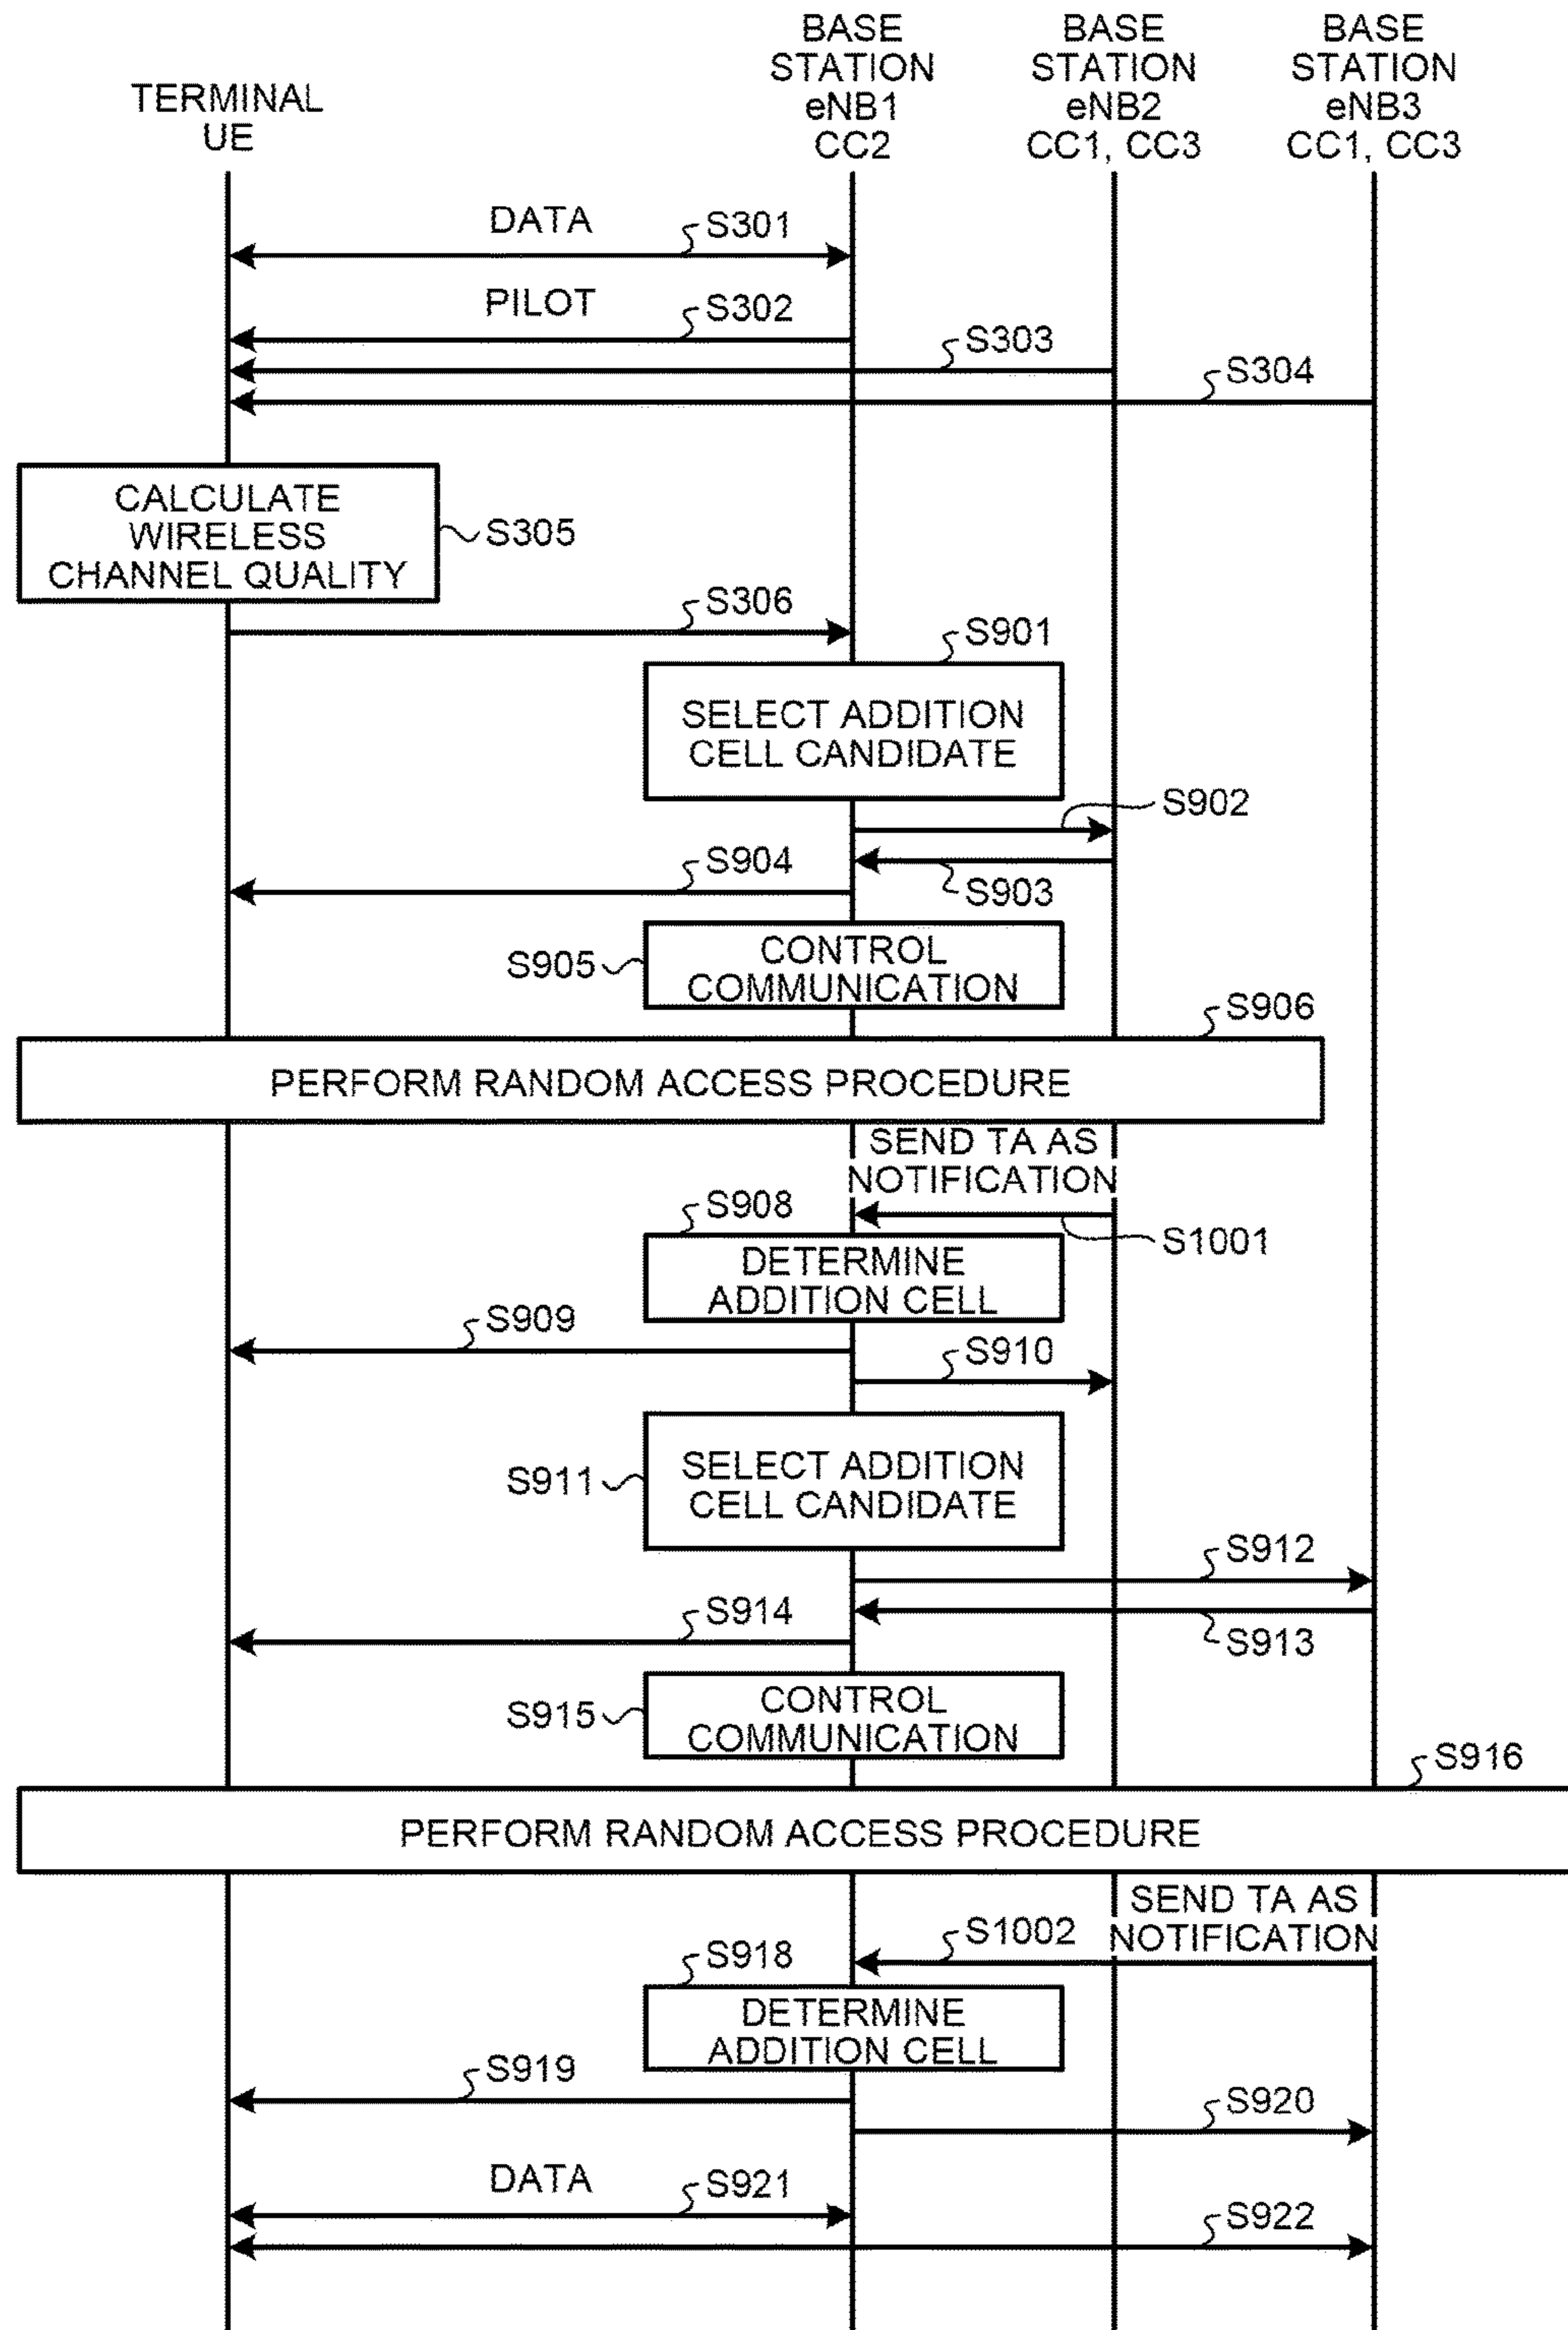 TERMINAL
UE
BASE
STATION
eNB1
CC2
BASE
STATION
eNB2
CC1, CC3
BASE
STATION
eNB3
CC1, CC3
DATA
S301
PILOT
S302
S303
S304
CALCULATE
WIRELESS
CHANNEL QUALITY
S305
S306
S901
SELECT ADDITION
CELL CANDIDATE
S902
S904
S903
S905
CONTROL
COMMUNICATION
S906
PERFORM RANDOM ACCESS PROCEDURE
SEND TA AS
NOTIFICATION
S908
S1001
DETERMINE
ADDITION CELL
S909
S910
S911
SELECT ADDITION
CELL CANDIDATE
S912
S914
S913
S915
CONTROL
COMMUNICATION
S916
PERFORM RANDOM ACCESS PROCEDURE
SEND TA AS
NOTIFICATION
S1002
S918
DETERMINE
ADDITION CELL
S919
S920
DATA
S921
S922